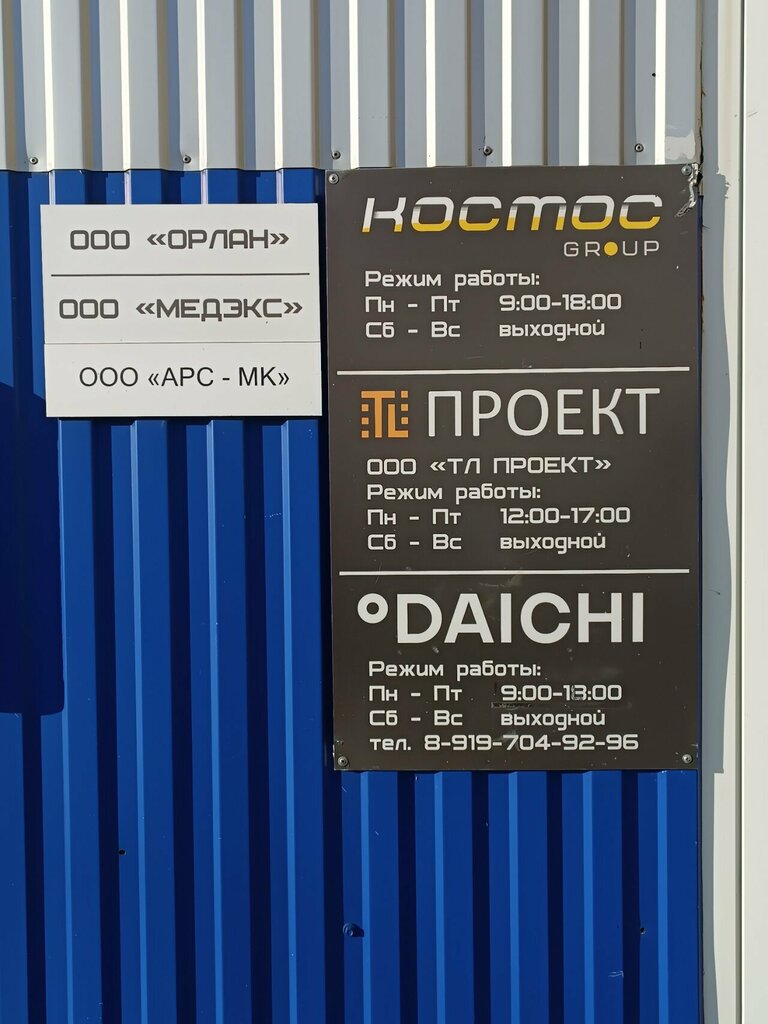 ООО «ОРЛАН»
ООО «МЕДЭКС»
ООО «АРС - МК»
КОСМОС
GROUP
Режим работы:
Пн - Пт 9:00-18:00
Сб - Вс выходной
TL ПРОЕКТ
ООО «ТЛ ПРОЕКТ»
Режим работы:
Пн - Пт 12:00-17:00
Сб - Вс выходной
DAICHI
Режим работы:
Пн - Пт 9:00-18:00
Сб - Вс выходной
тел. 8-919-704-92-96